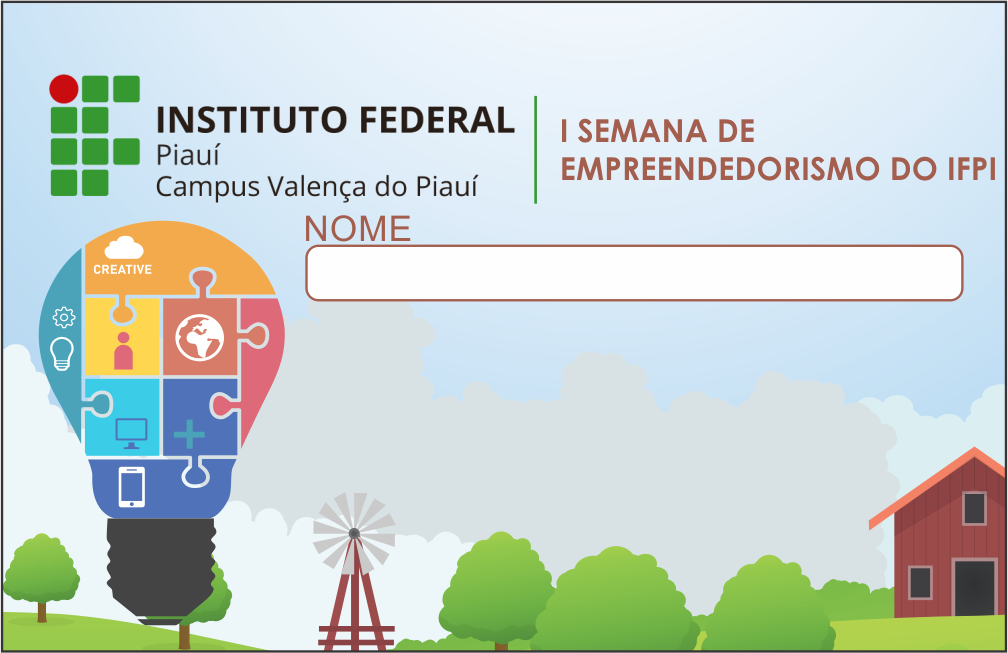 INSTITUTO FEDERAL
Piauí
Campus Valença do Piauí
I SEMANA DE
EMPREENDEDORISMO DO IFPI
NOME
CREATIVE